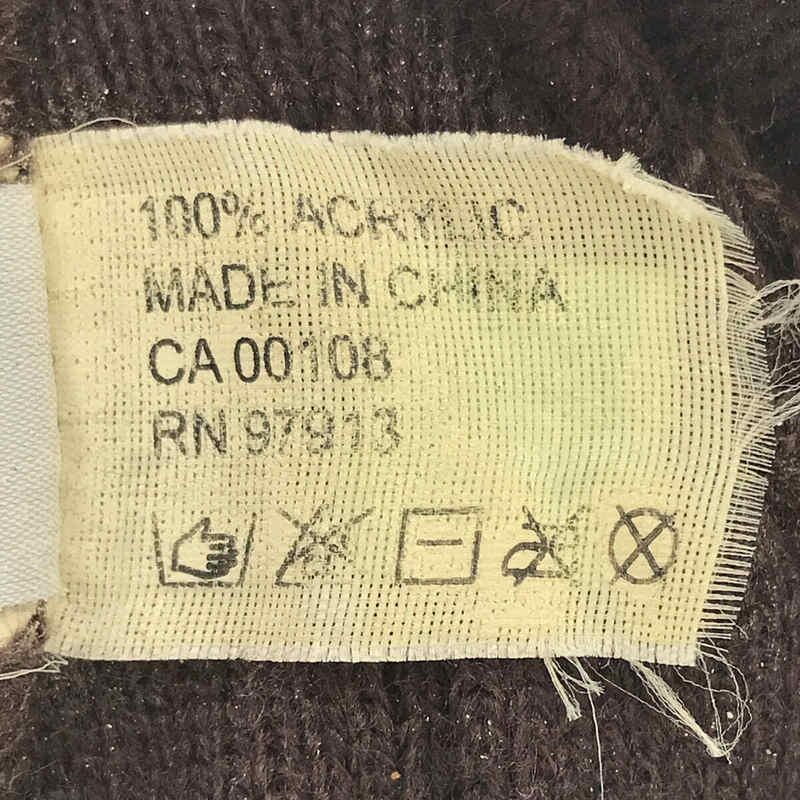 100% ACRYLIC
MADE IN CHINA
CA 00108
RN 97913